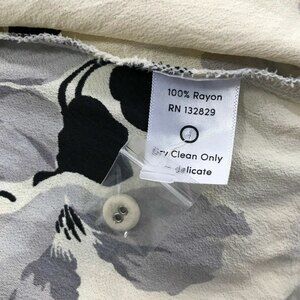 100% Rayon
RN 132829
Dry Clean Only
delicate